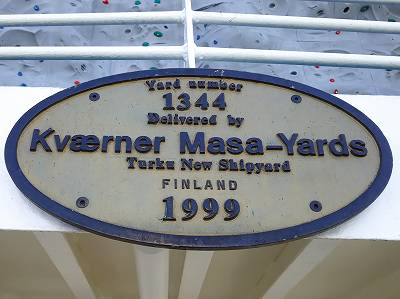 Yard number
1344
Delivered by
Kværner Masa-Yards
Turku New Shipyard
FINLAND
1999